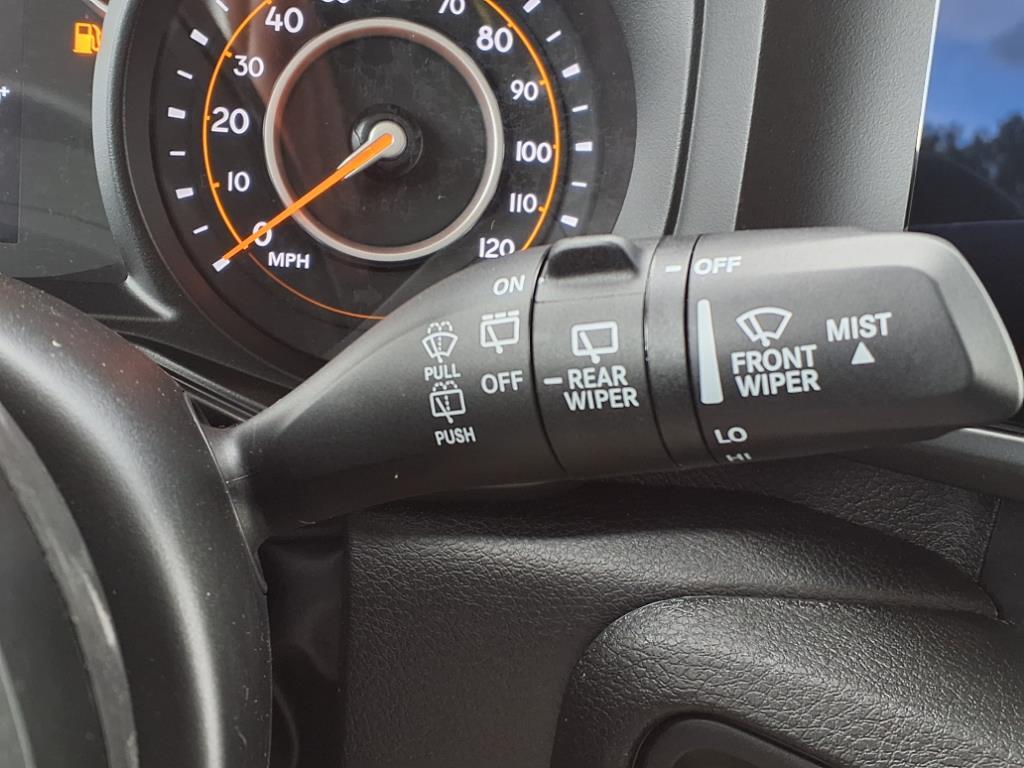 40
70
80
30
90
20
100
10
110
0
120
MPH
ON
OFF
PULL
OFF
PUSH
REAR
WIPER
FRONT
WIPER
MIST
LO
HI